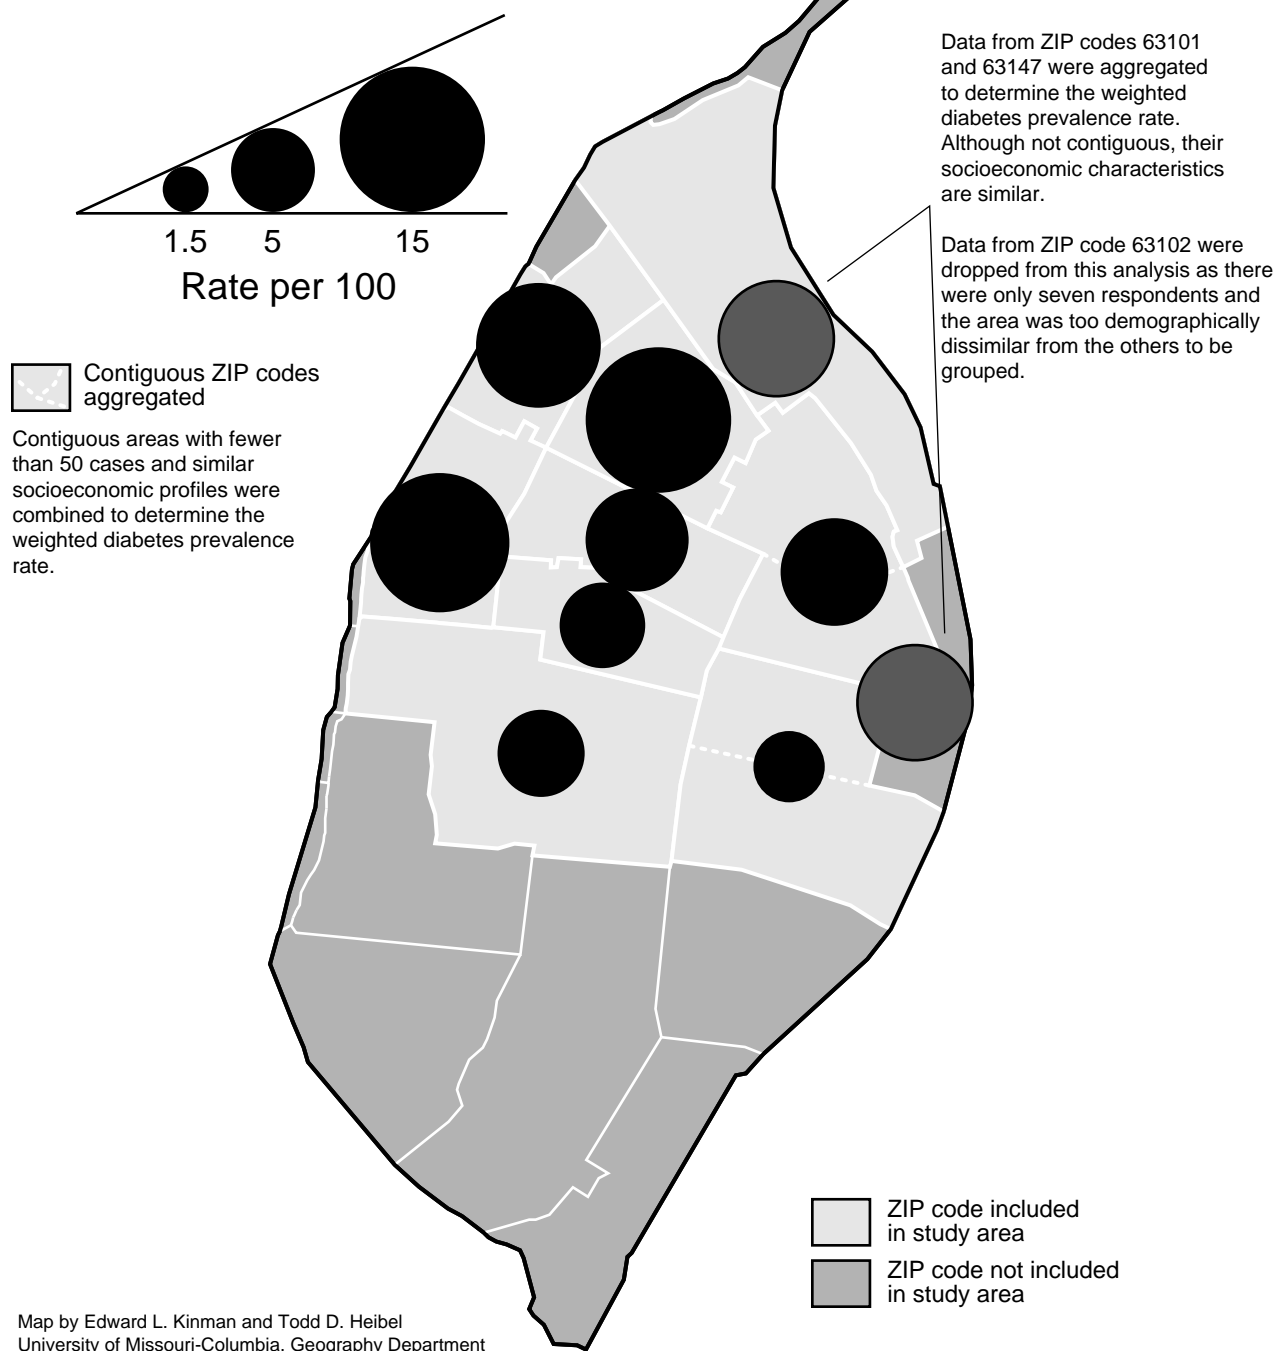 1.5
5
15
Rate per 100
Contiguous ZIP codes
aggregated
Contiguous areas with fewer
than 50 cases and similar
socioeconomic profiles were
combined to determine the
weighted diabetes prevalence
rate.
Data from ZIP codes 63101
and 63147 were aggregated
to determine the weighted
diabetes prevalence rate.
Although not contiguous, their
socioeconomic characteristics
are similar.
Data from ZIP code 63102 were
dropped from this analysis as there
were only seven respondents and
the area was too demographically
dissimilar from the others to be
grouped.
ZIP code included
in study area
ZIP code not included
in study area
Map by Edward L. Kinman and Todd D. Heibel
University of Missouri-Columbia, Geography Department